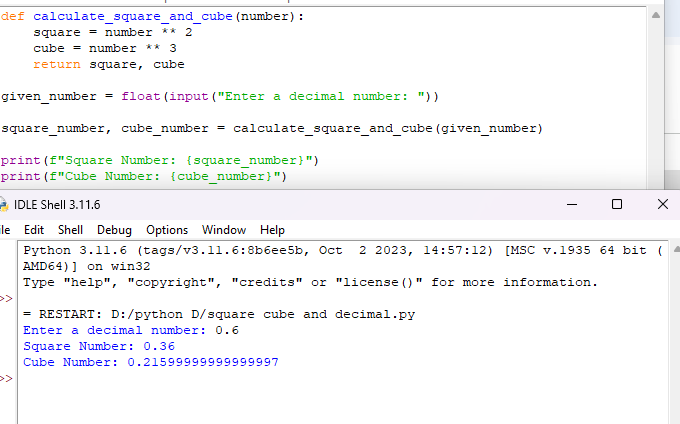 def calculate_square_and_cube(number):
    square = number ** 2
    cube = number ** 3
    return square, cube
given_number = float(input("Enter a decimal number: "))
square_number, cube_number = calculate_square_and_cube(given_number)
print(f"Square Number: {square_number}")
print(f"Cube Number: {cube_number}")
IDLE Shell 3.11.6
le Edit Shell Debug Options Window Help
Python 3.11.6 (tags/v3.11.6:8b6ee5b, Oct  2 2023, 14:57:12) [MSC v.1935 64 bit (
AMD64)] on win32
Type "help", "copyright", "credits" or "license()" for more information.
>>
= RESTART: D:/python D/square cube and decimal.py
Enter a decimal number: 0.6
Square Number: 0.36
Cube Number: 0.21599999999999997
>>